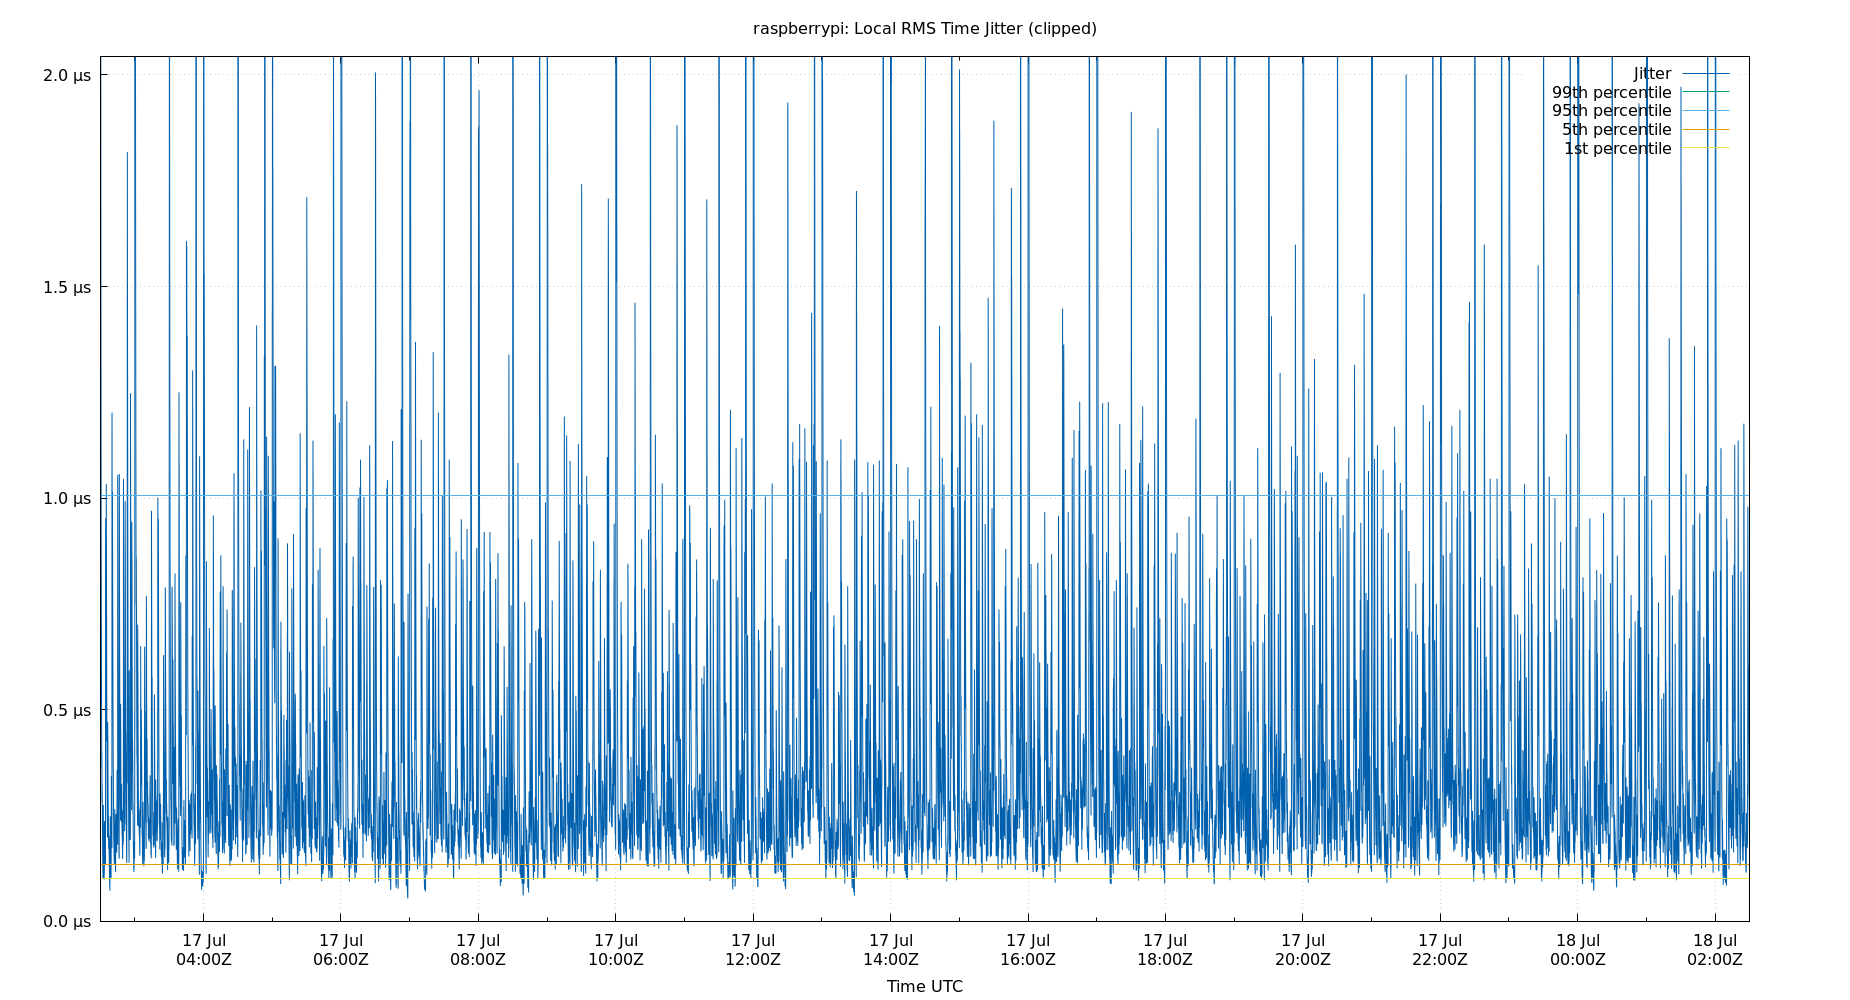 raspberrypi: Local RMS Time Jitter (clipped)
2.0 μs
1.5 μs
1.0 μs
0.5 μs
0.0 μs
Jitter
99th percentile
95th percentile
5th percentile
1st percentile
17 Jul 17 Jul 17 Jul 17 Jul 17 Jul 17 Jul 17 Jul 17 Jul 17 Jul 17 Jul 18 Jul 18 Jul
04:00Z 06:00Z 08:00Z 10:00Z 12:00Z 14:00Z 16:00Z 18:00Z 20:00Z 22:00Z 00:00Z 02:00Z
Time UTC